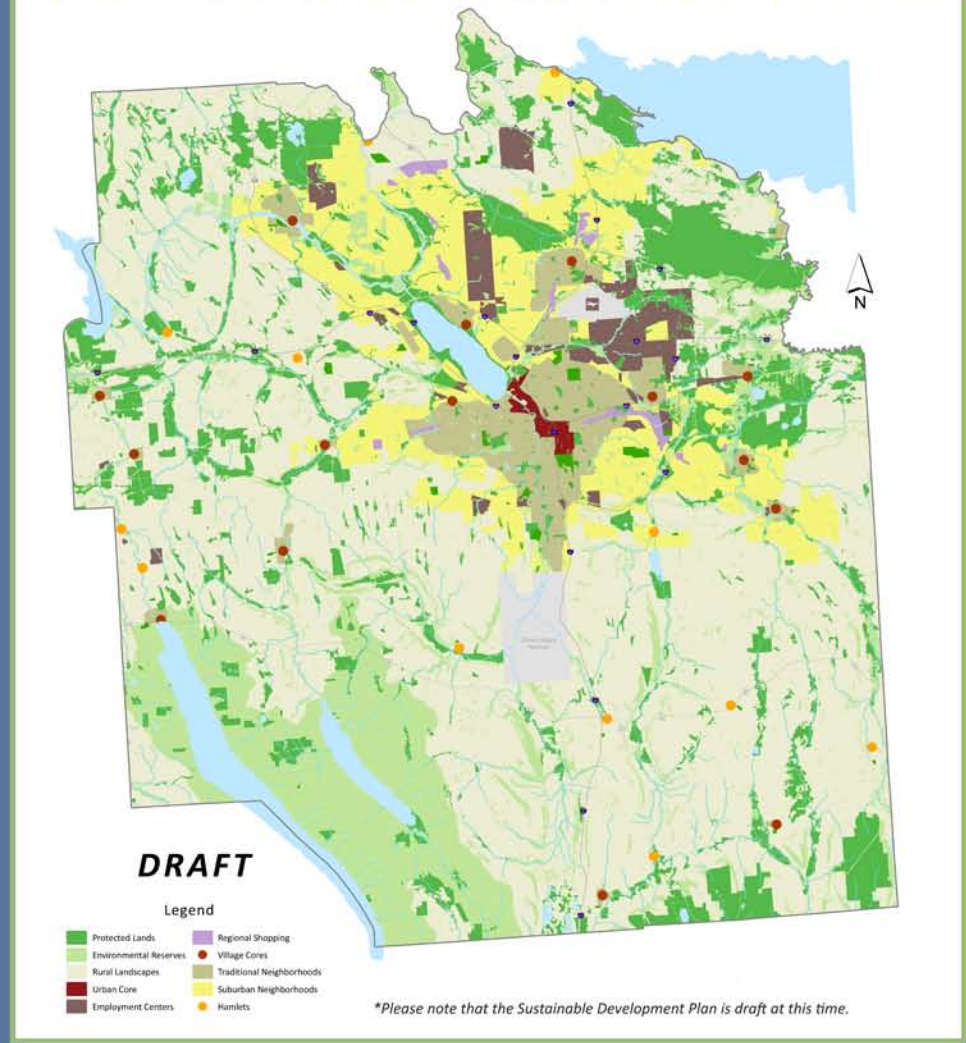 N
DRAFT
Legend
Protected Lands
Environmental Reserves
Rural Landscapes
Urban Core
Employment Centers
Regional Shopping
Village Cores
Traditional Neighborhoods
Suburban Neighborhoods
Hamlets
*Please note that the Sustainable Development Plan is draft at this time.